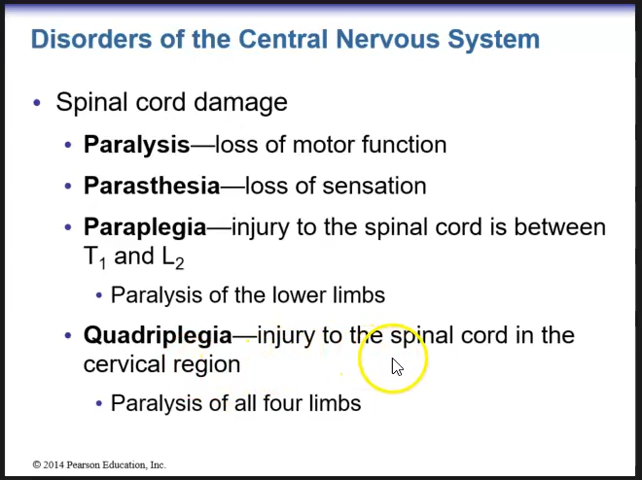 Disorders of the Central Nervous System
• Spinal cord damage
• Paralysis—loss of motor function
• Parasthesia—loss of sensation
• Paraplegia—injury to the spinal cord is between
T1 and L2
• Paralysis of the lower limbs
• Quadriplegia—injury to the spinal cord in the
cervical region
• Paralysis of all four limbs
© 2014 Pearson Education, Inc.